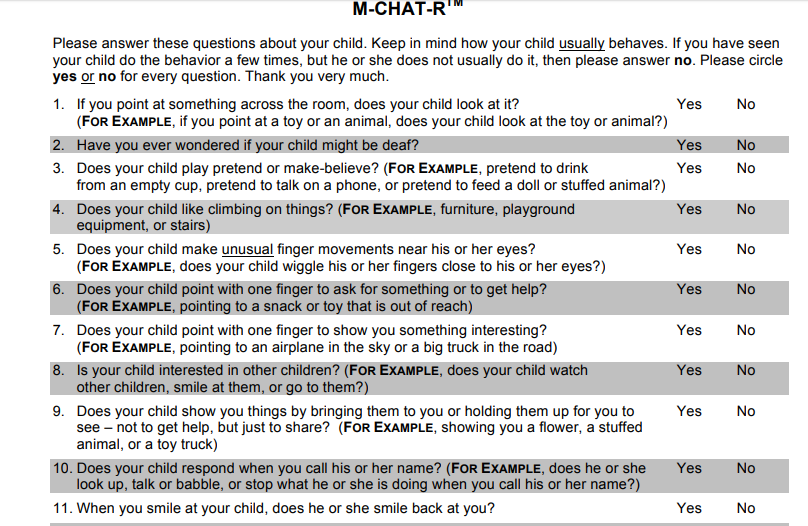 M-CHAT-R™
Please answer these questions about your child. Keep in mind how your child usually behaves. If you have seen
your child do the behavior a few times, but he or she does not usually do it, then please answer no. Please circle
yes or no for every question. Thank you very much.
1. If you point at something across the room, does your child look at it? Yes No
(FOR EXAMPLE, if you point at a toy or an animal, does your child look at the toy or animal?)
2. Have you ever wondered if your child might be deaf? Yes No
3. Does your child play pretend or make-believe? (FOR EXAMPLE, pretend to drink Yes No
from an empty cup, pretend to talk on a phone, or pretend to feed a doll or stuffed animal?)
4. Does your child like climbing on things? (FOR EXAMPLE, furniture, playground Yes No
equipment, or stairs)
5. Does your child make unusual finger movements near his or her eyes? Yes No
(FOR EXAMPLE, does your child wiggle his or her fingers close to his or her eyes?)
6. Does your child point with one finger to ask for something or to get help? Yes No
(FOR EXAMPLE, pointing to a snack or toy that is out of reach)
7. Does your child point with one finger to show you something interesting? Yes No
(FOR EXAMPLE, pointing to an airplane in the sky or a big truck in the road)
8. Is your child interested in other children? (FOR EXAMPLE, does your child watch Yes No
other children, smile at them, or go to them?)
9. Does your child show you things by bringing them to you or holding them up for you to Yes No
see – not to get help, but just to share? (FOR EXAMPLE, showing you a flower, a stuffed
animal, or a toy truck)
10. Does your child respond when you call his or her name? (FOR EXAMPLE, does he or she Yes No
look up, talk or babble, or stop what he or she is doing when you call his or her name?)
11. When you smile at your child, does he or she smile back at you? Yes No